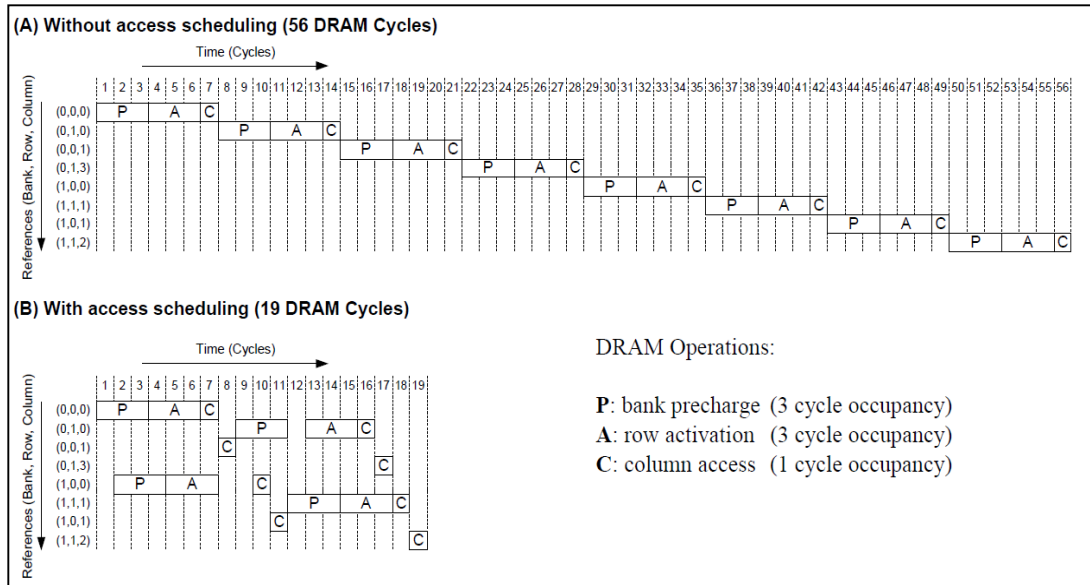 (A) Without access scheduling (56 DRAM Cycles)
Time (Cycles)
1 2 3 4 5 6 7 8 9 10 11 12 13 14 15 16 17 18 19 20 21 22 23 24 25 26 27 28 29 30 31 32 33 34 35 36 37 38 39 40 41 42 43 44 45 46 47 48 49 50 51 52 53 54 55 56
References (Bank, Row, Column)
(0,0,0) P A C
(0,1,0) P A C
(0,0,1) P A C
(0,1,3) P A C
(1,0,0) P A C
(1,1,1) P A C
(1,0,1) P A C
(1,1,2) P A C
(B) With access scheduling (19 DRAM Cycles)
Time (Cycles)
1 2 3 4 5 6 7 8 9 10 11 12 13 14 15 16 17 18 19
References (Bank, Row, Column)
(0,0,0) P A C
(0,1,0) P A C
(0,0,1) C
(0,1,3) C
(1,0,0) P A C
(1,1,1) P A C
(1,0,1) C
(1,1,2) C
DRAM Operations:
P: bank precharge (3 cycle occupancy)
A: row activation (3 cycle occupancy)
C: column access (1 cycle occupancy)